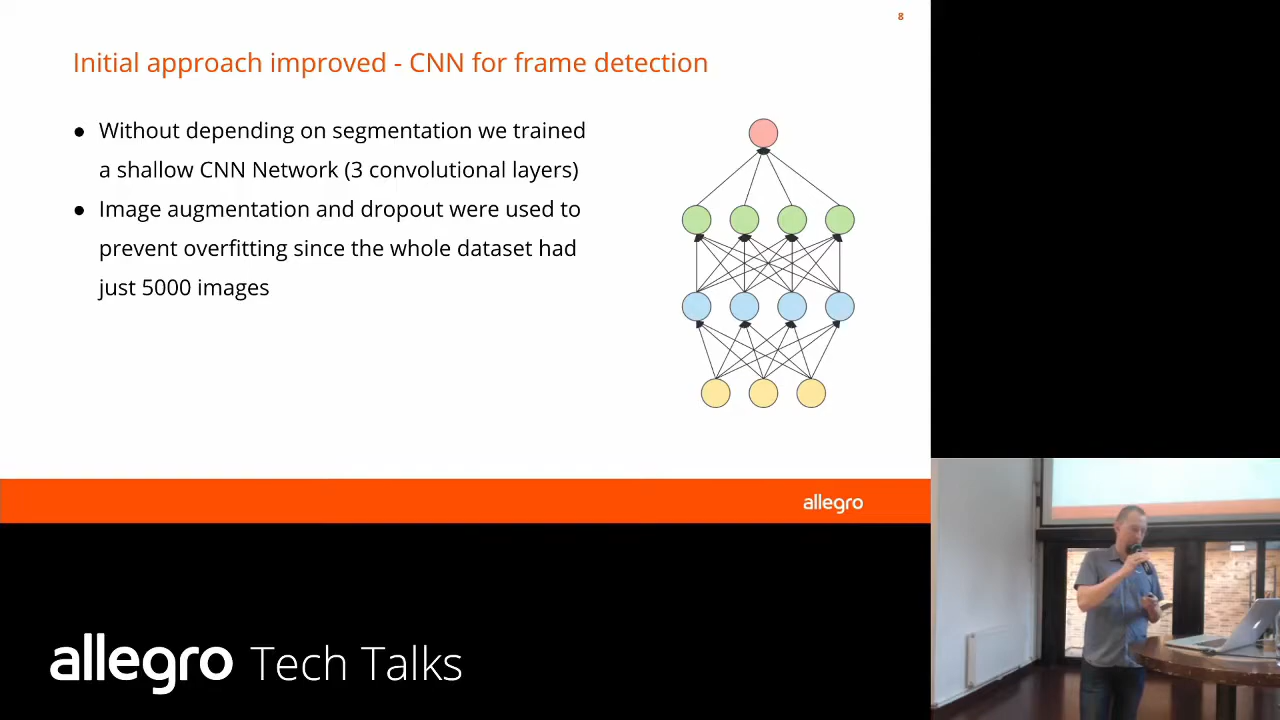 8
Initial approach improved - CNN for frame detection
● Without depending on segmentation we trained
a shallow CNN Network (3 convolutional layers)
● Image augmentation and dropout were used to
prevent overfitting since the whole dataset had
just 5000 images
allegro
allegro Tech Talks